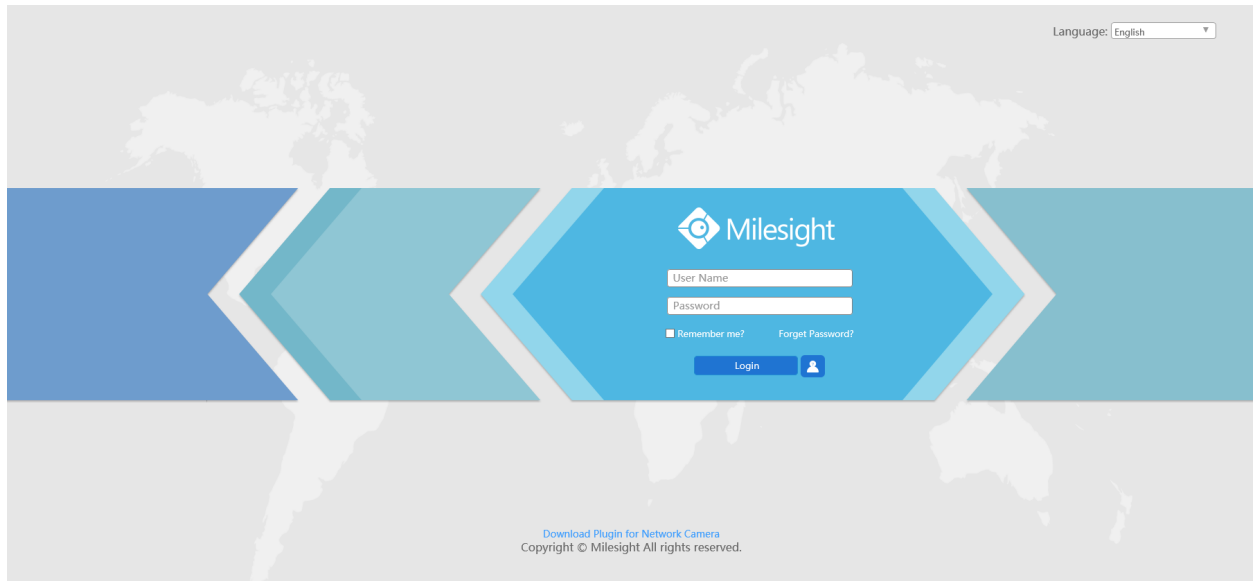 Language: English
Milesight
User Name
Password
Remember me? Forget Password?
Login
Download Plugin for Network Camera
Copyright © Milesight All rights reserved.